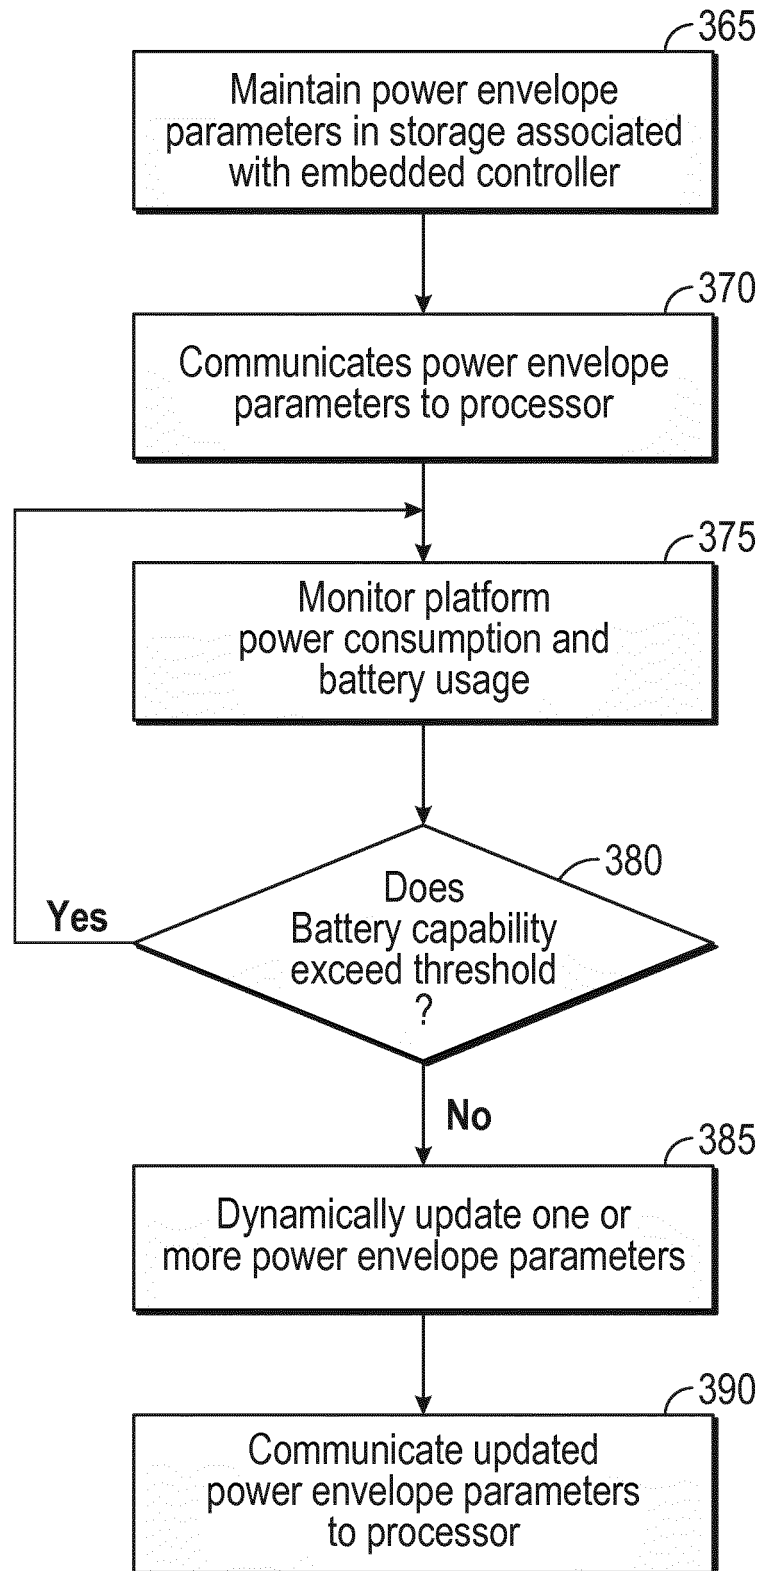 365
Maintain power envelope
parameters in storage associated
with embedded controller
370
Communicates power envelope
parameters to processor
375
Monitor platform
power consumption and
battery usage
380
Does
Battery capability
exceed threshold
?
Yes
No
385
Dynamically update one or
more power envelope parameters
390
Communicate updated
power envelope parameters
to processor